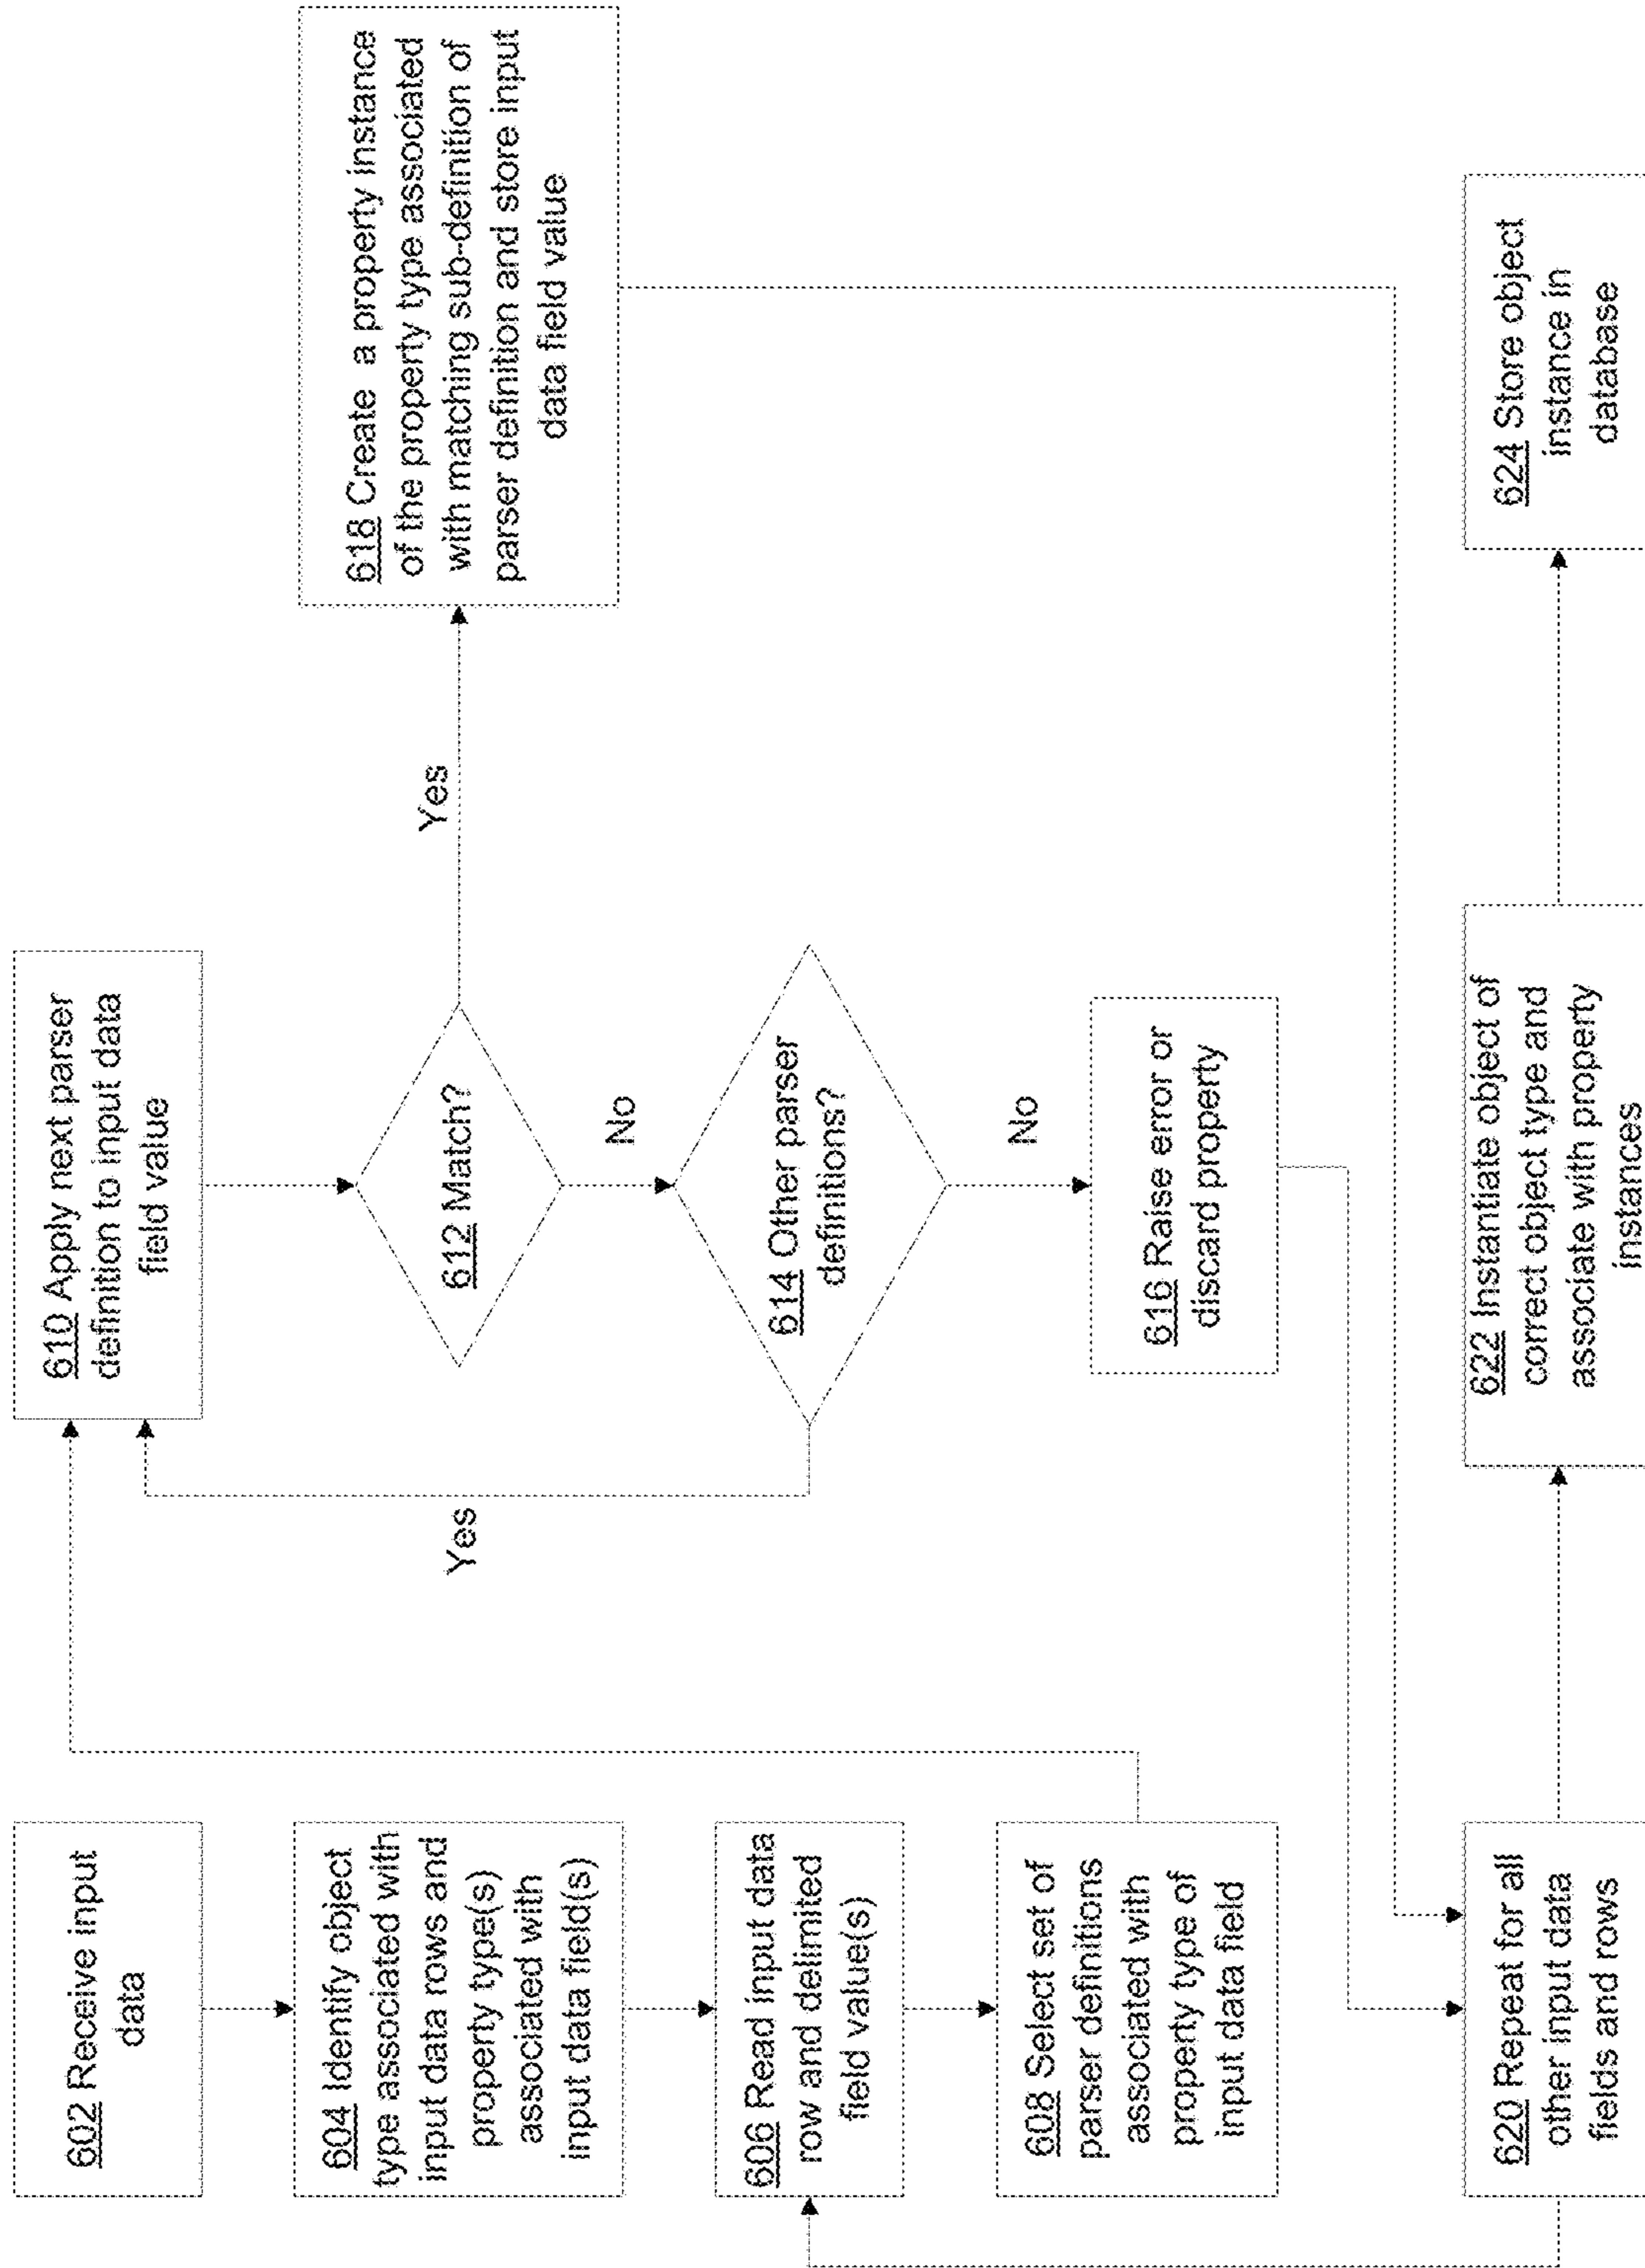 602 Receive input
data
604 Identify object
type associated with
input data rows and
property type(s)
associated with
input data field(s)
606 Read input data
row and delimited
field value(s)
608 Select set of
parser definitions
associated with
property type of
input data field
610 Apply next parser
definition to input data
field value
612 Match?
Yes
No
614 Other parser
definitions?
Yes
No
616 Raise error or
discard property
618 Create a property instance
of the property type associated
with matching sub-definition of
parser definition and store input
data field value
620 Repeat for all
other input data
fields and rows
622 Instantiate object of
correct object type and
associate with property
instances
624 Store object
instance in
database